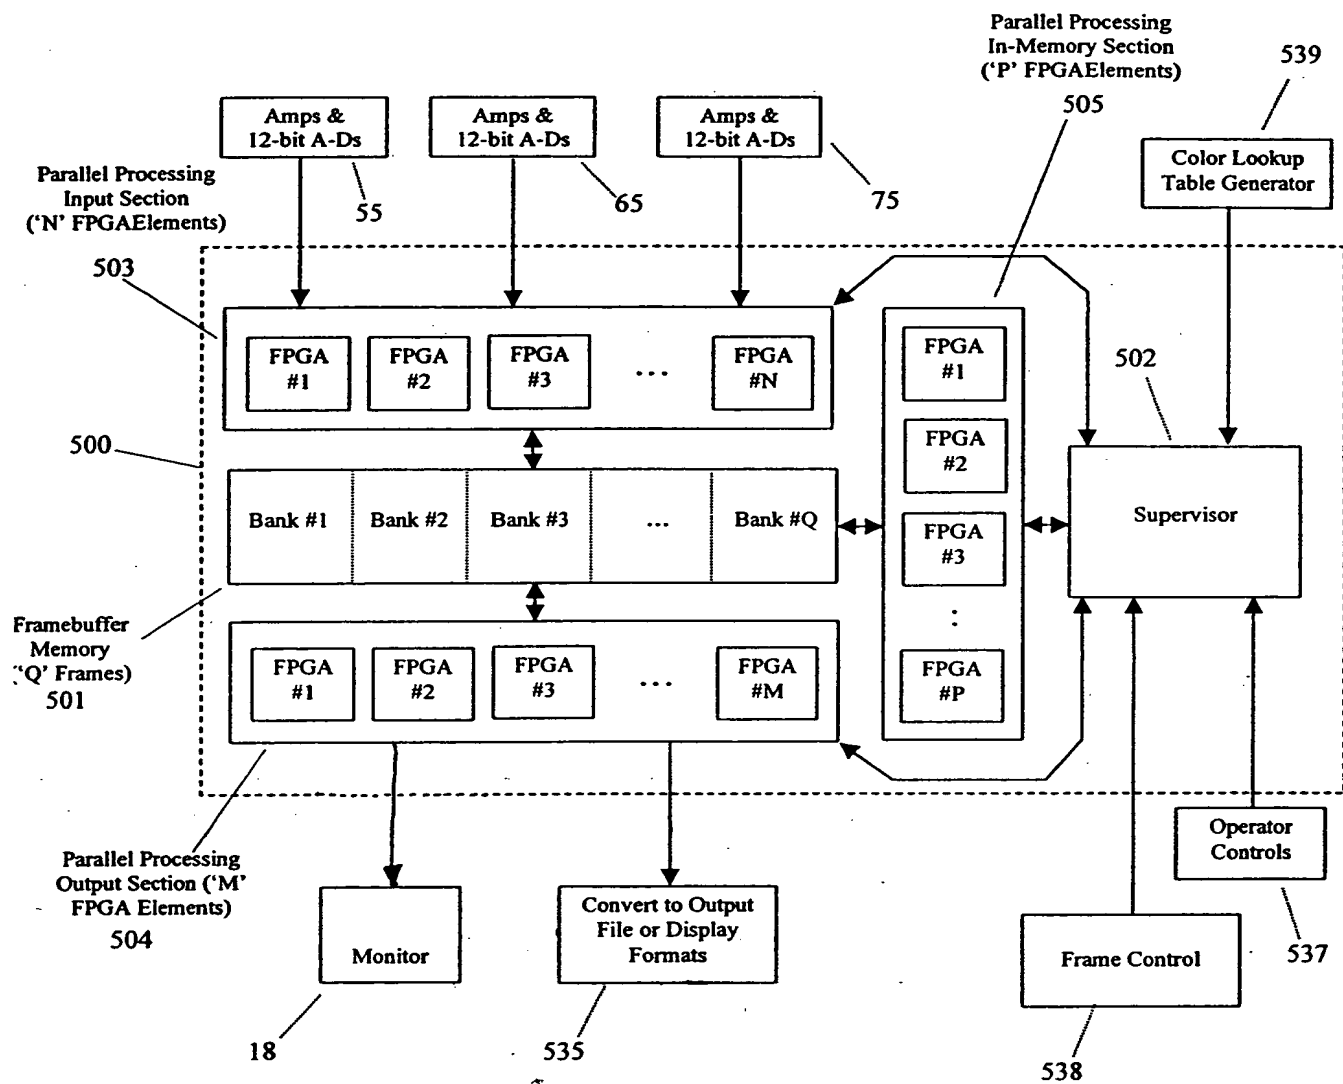 Parallel Processing
In-Memory Section
('P' FPGAElements)
505
539
Amps &
12-bit A-Ds
Amps &
12-bit A-Ds
Amps &
12-bit A-Ds
Color Lookup
Table Generator
Parallel Processing
Input Section
('N' FPGAElements)
55
65
75
503
FPGA
#1
FPGA
#2
FPGA
#3
...
FPGA
#N
FPGA
#1
502
500
FPGA
#2
Bank #1
Bank #2
Bank #3
...
Bank #Q
FPGA
#3
Supervisor
Framebuffer
Memory
('Q' Frames)
501
FPGA
#1
FPGA
#2
FPGA
#3
...
FPGA
#M
:
FPGA
#P
Parallel Processing
Output Section ('M'
FPGA Elements)
504
Monitor
Convert to Output
File or Display
Formats
Operator
Controls
Frame Control
537
18
535
538